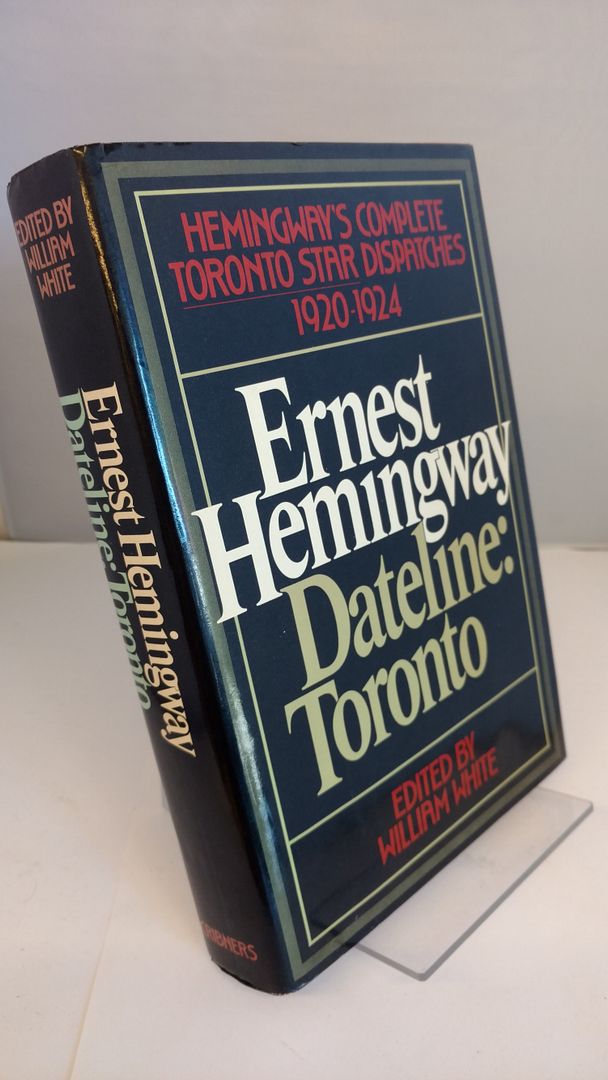 HEMINGWAY'S COMPLETE
TORONTO STAR DISPATCHES
1920-1924
Ernest
Hemingway
Dateline:
Toronto
EDITED BY
WILLIAM WHITE
EDITED BY
WILLIAM
WHITE
Ernest Hemingway
Dateline: Toronto